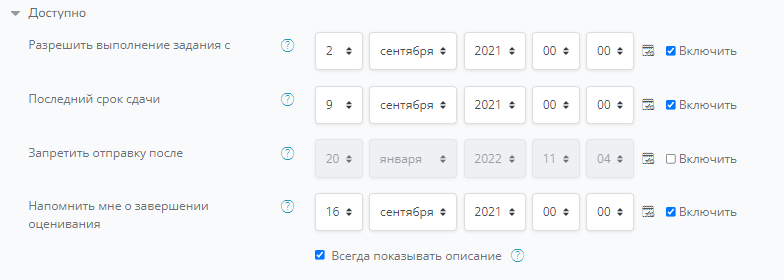 Доступно
Разрешить выполнение задания с ? 2 сентября 2021 00 00 Включить
Последний срок сдачи ? 9 сентября 2021 00 00 Включить
Запретить отправку после ? 20 января 2022 11 04 Включить
Напомнить мне о завершении оценивания ? 16 сентября 2021 00 00 Включить
Всегда показывать описание ?